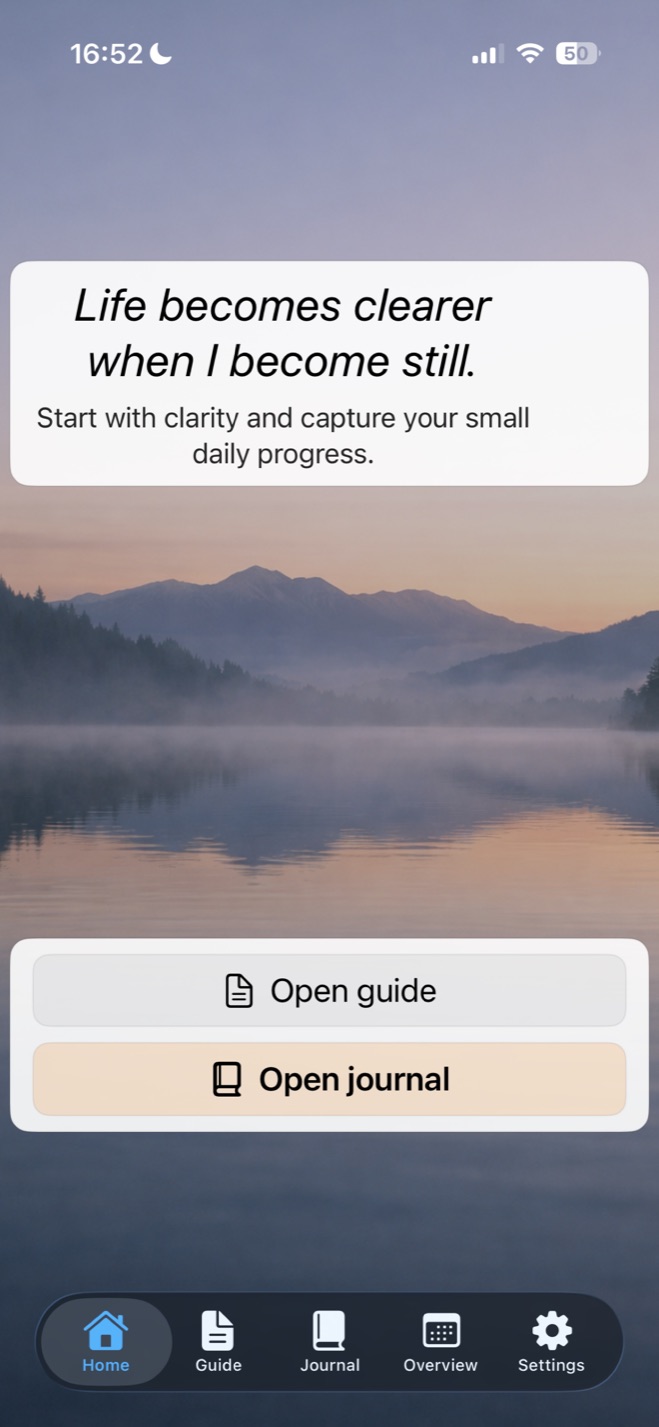 16:52
50
Life becomes clearer
when I become still.
Start with clarity and capture your small
daily progress.
Open guide
Open journal
Home Guide Journal Overview Settings